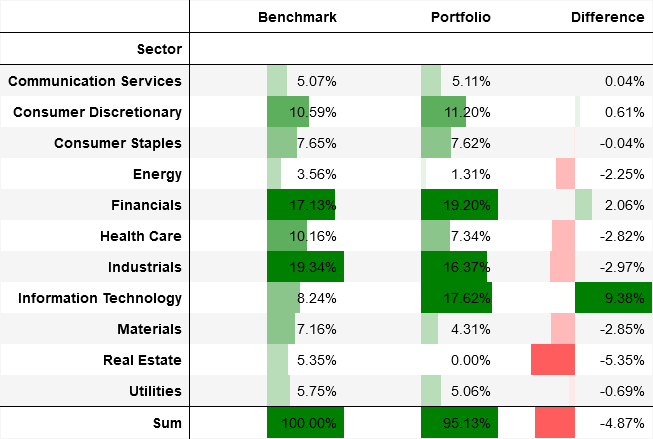 Benchmark Portfolio Difference
Sector
Communication Services 5.07% 5.11% 0.04%
Consumer Discretionary 10.59% 11.20% 0.61%
Consumer Staples 7.65% 7.62% -0.04%
Energy 3.56% 1.31% -2.25%
Financials 17.13% 19.20% 2.06%
Health Care 10.16% 7.34% -2.82%
Industrials 19.34% 16.37% -2.97%
Information Technology 8.24% 17.62% 9.38%
Materials 7.16% 4.31% -2.85%
Real Estate 5.35% 0.00% -5.35%
Utilities 5.75% 5.06% -0.69%
Sum 100.00% 95.13% -4.87%